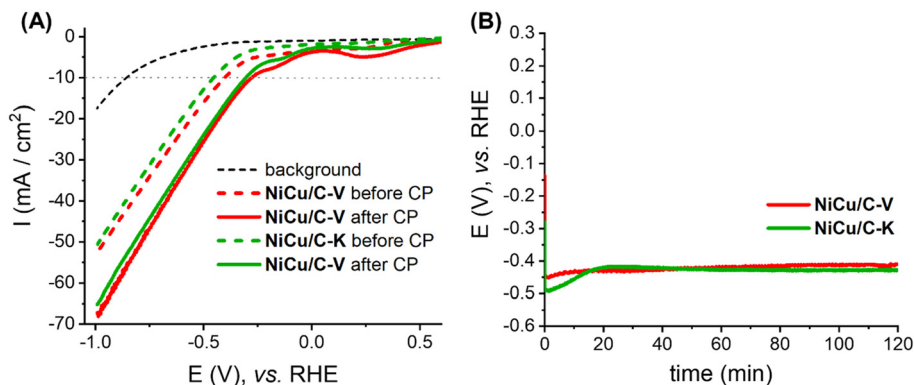 (A)
I (mA / cm²)
0
-10
-20
-30
-40
-50
-60
-70
background
NiCu/C-V before CP
NiCu/C-V after CP
NiCu/C-K before CP
NiCu/C-V after CP
-1.0 -0.5 0.0 0.5
E (V), vs. RHE
(B)
E (V), vs. RHE
0.3
0.2
0.1
0.0
-0.1
-0.2
-0.3
-0.4
-0.5
-0.6
NiCu/C-V
NiCu/C-K
0 20 40 60 80 100 120
time (min)